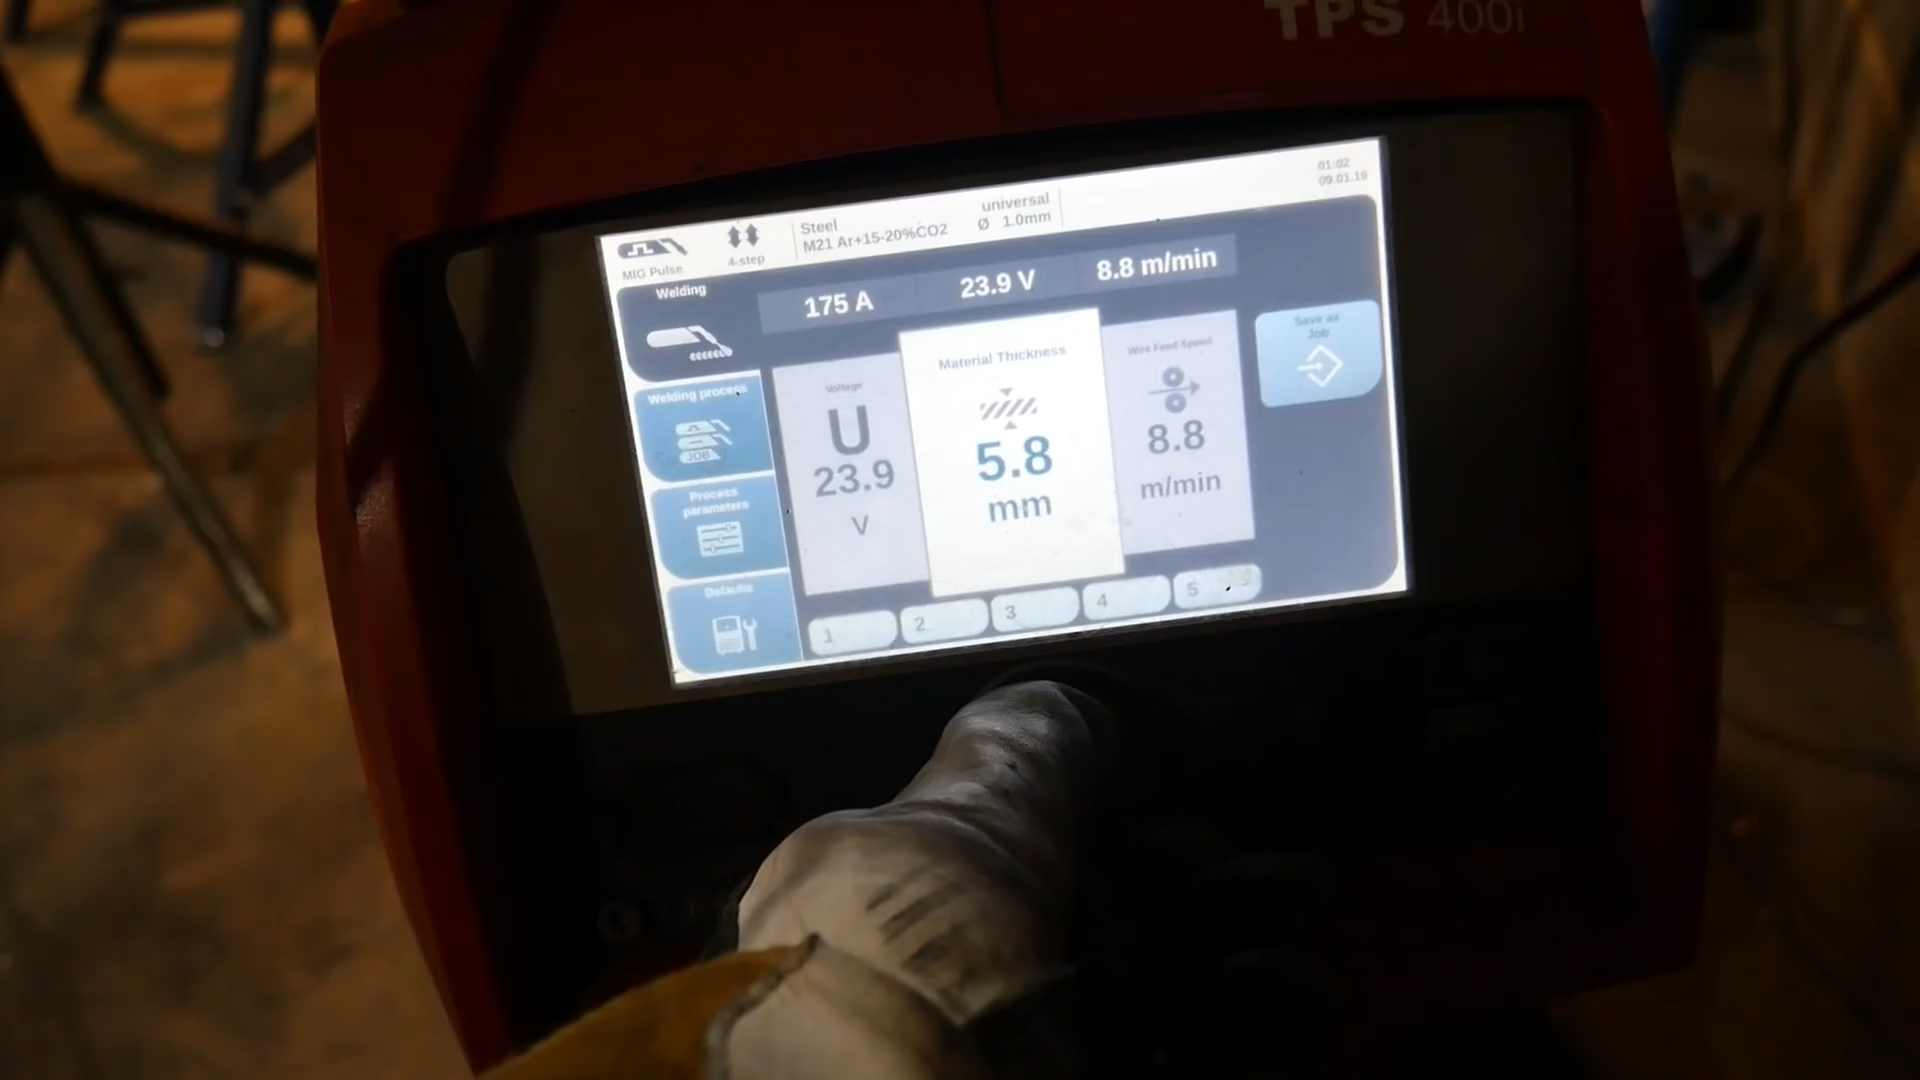 TPS 400i
01:02
09.01.19
MIG Pulse
4-step
Steel
M21 Ar+15-20%CO2
universal
Ø 1.0mm
Welding
175 A
23.9 V
8.8 m/min
Welding process
JOB
Process
parameters
Defaults
Voltage
U
23.9
V
Material Thickness
5.8
mm
Wire Feed Speed
8.8
m/min
Save as
Job
1
2
3
4
5